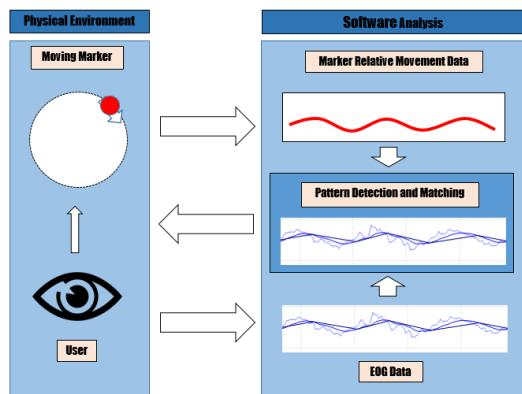 Physical Environment
Moving Marker
User
Software Analysis
Marker Relative Movement Data
Pattern Detection and Matching
EOG Data